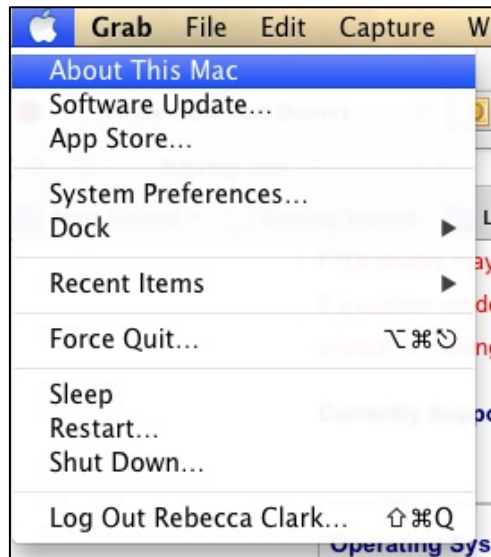 Grab File Edit Capture W
About This Mac
Software Update...
App Store...
System Preferences...
Dock ▶
Recent Items ▶
Force Quit... ⌥⌘⎋
Sleep
Restart...
Shut Down...
Log Out Rebecca Clark... ⇧⌘Q
Operating Sys